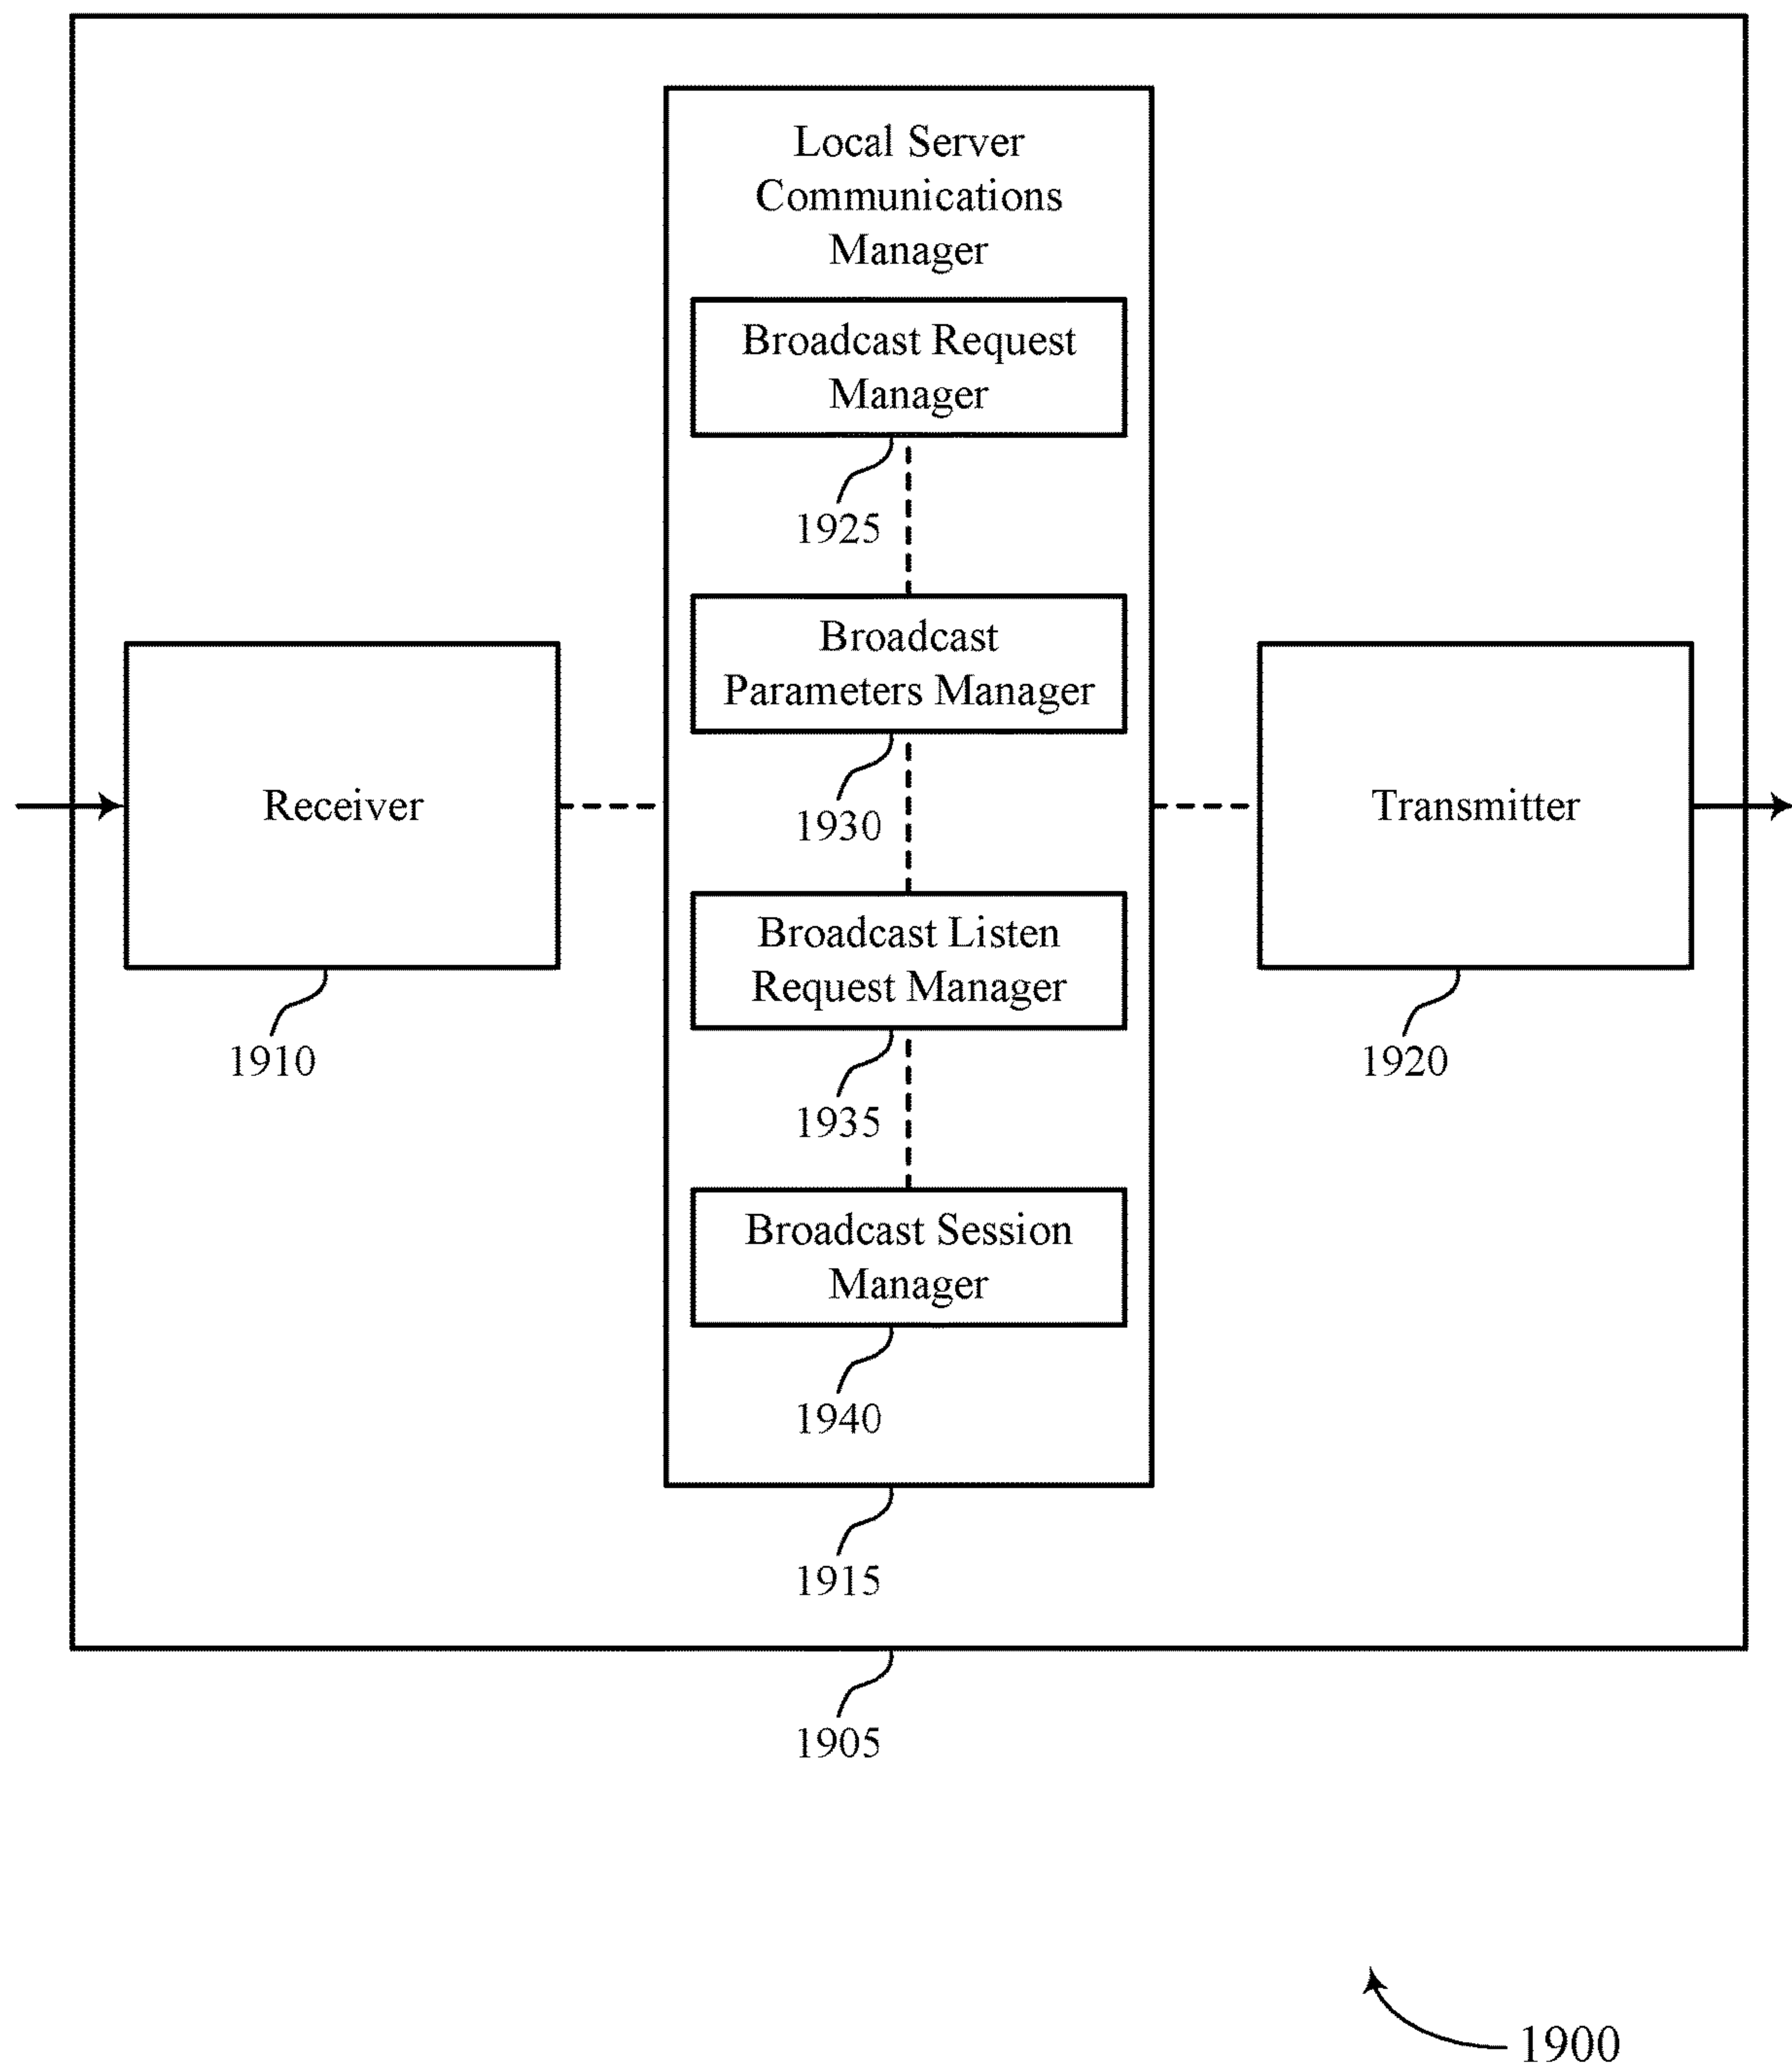 Local Server
Communications
Manager
Broadcast Request
Manager
1925
Broadcast
Parameters Manager
1930
Receiver
1910
Transmitter
1920
Broadcast Listen
Request Manager
1935
Broadcast Session
Manager
1940
1915
1905
1900